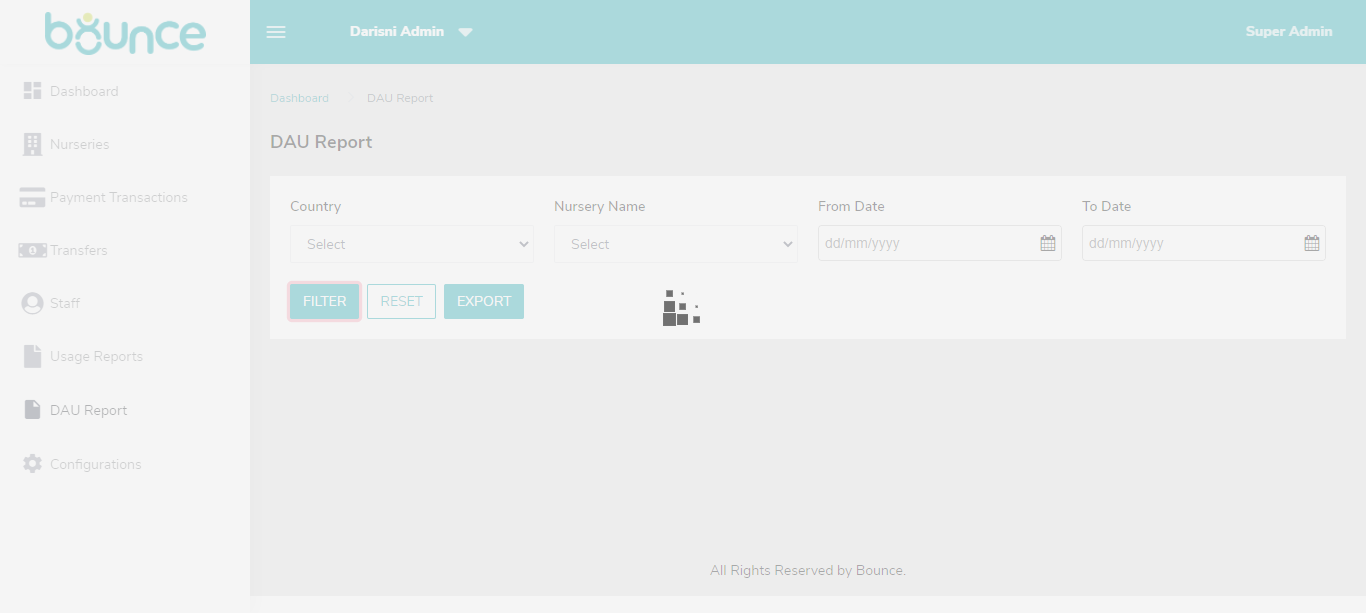 bounce
Darisni Admin
Super Admin
Dashboard
Nurseries
Payment Transactions
Transfers
Staff
Usage Reports
DAU Report
Configurations
Dashboard
DAU Report
DAU Report
Country
Nursery Name
From Date
To Date
Select
Select
dd/mm/yyyy
dd/mm/yyyy
FILTER
RESET
EXPORT
All Rights Reserved by Bounce.